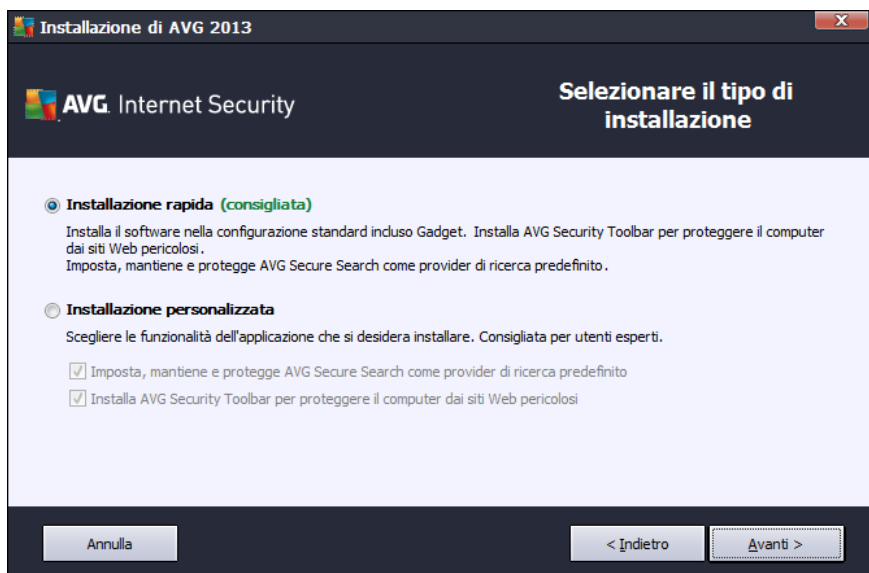 Installazione di AVG 2013
X
AVG. Internet Security
Selezionare il tipo di
installazione
Installazione rapida (consigliata)
Installa il software nella configurazione standard incluso Gadget. Installa AVG Security Toolbar per proteggere il computer
dai siti Web pericolosi.
Imposta, mantiene e protegge AVG Secure Search come provider di ricerca predefinito.
Installazione personalizzata
Scegliere le funzionalità dell'applicazione che si desidera installare. Consigliata per utenti esperti.
Imposta, mantiene e protegge AVG Secure Search come provider di ricerca predefinito
Installa AVG Security Toolbar per proteggere il computer dai siti Web pericolosi
Annulla
< Indietro
Avanti >